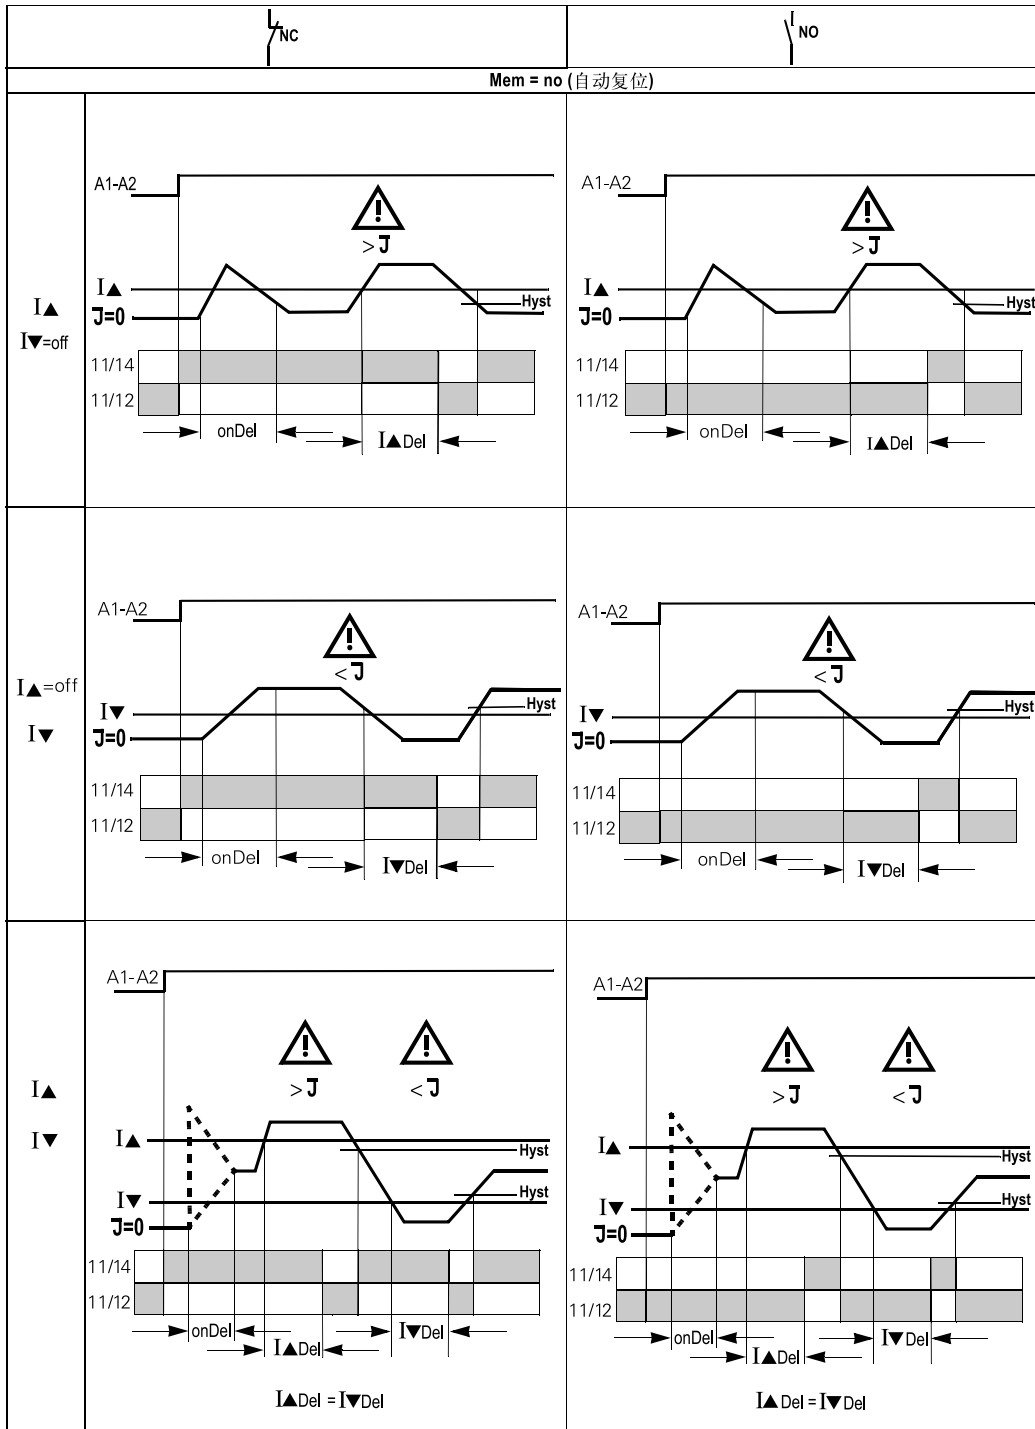 NC
NO
Mem = no (自动复位)
I▲
I▼=off
A1-A2
> J
I▲
J=0
Hyst
11/14
11/12
onDel
I▲Del
A1-A2
> J
I▲
J=0
Hyst
11/14
11/12
onDel
I▲Del
I▲=off
I▼
A1-A2
< J
I▼
J=0
Hyst
11/14
11/12
onDel
I▼Del
A1-A2
< J
I▼
J=0
Hyst
11/14
11/12
onDel
I▼Del
I▲
I▼
A1-A2
> J
< J
I▲
Hyst
I▼
Hyst
J=0
11/14
11/12
onDel
I▼Del
I▲Del
I▲Del = I▼Del
A1-A2
> J
< J
I▲
Hyst
I▼
Hyst
J=0
11/14
11/12
onDel
I▼Del
I▲Del
I▲Del = I▼Del